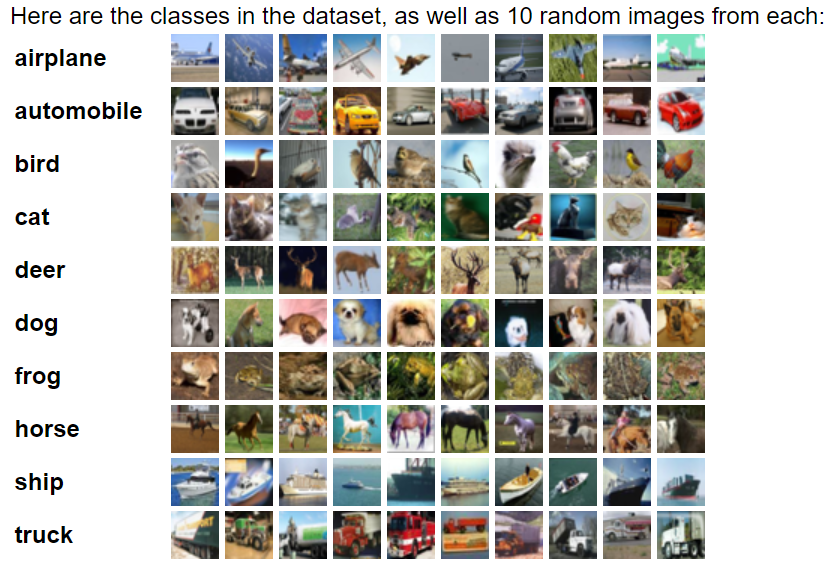 Here are the classes in the dataset, as well as 10 random images from each:
airplane
automobile
bird
cat
deer
dog
frog
horse
ship
truck